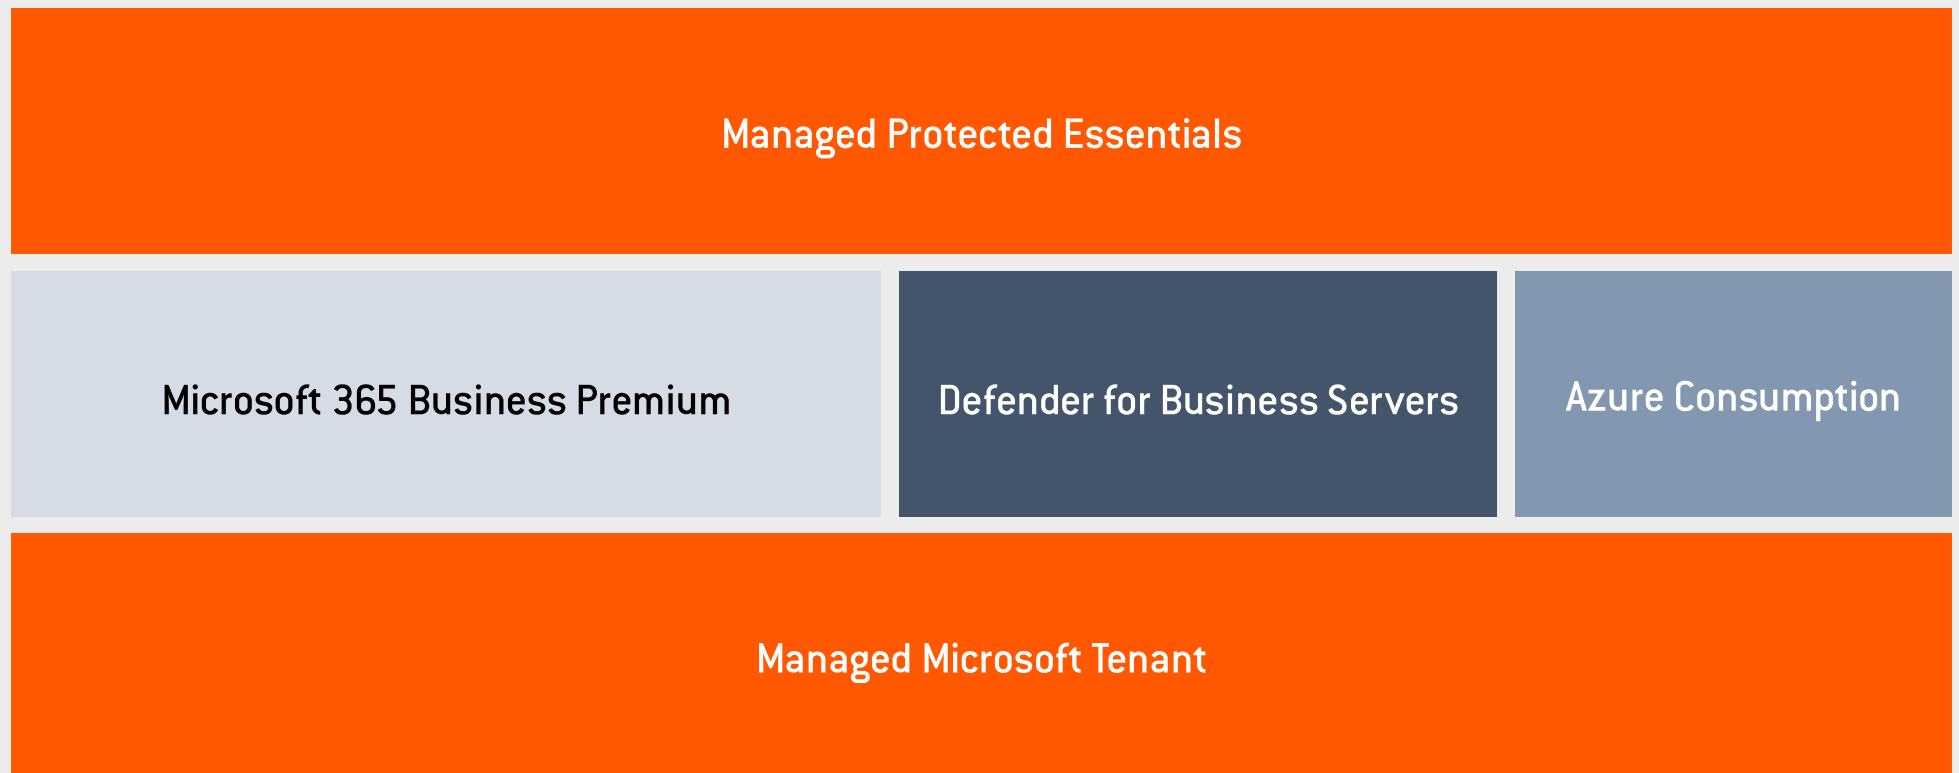 Managed Protected Essentials
Microsoft 365 Business Premium
Defender for Business Servers
Azure Consumption
Managed Microsoft Tenant